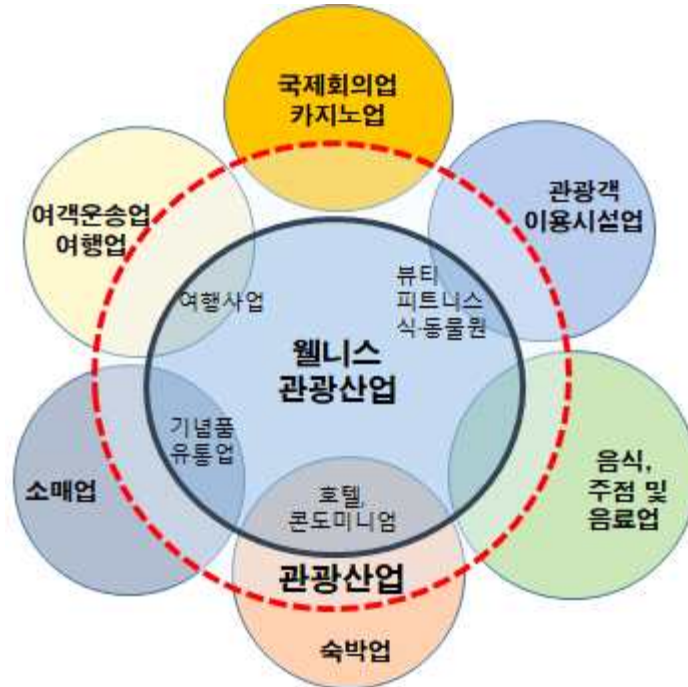 국제회의업
카지노업
여객운송업
여행업
관광객
이용시설업
여행사업
뷰티
피트니스
식·동물원
웰니스
관광산업
기념품
유통업
소매업
음식,
주점 및
음료업
호텔,
콘도미니엄
관광산업
숙박업